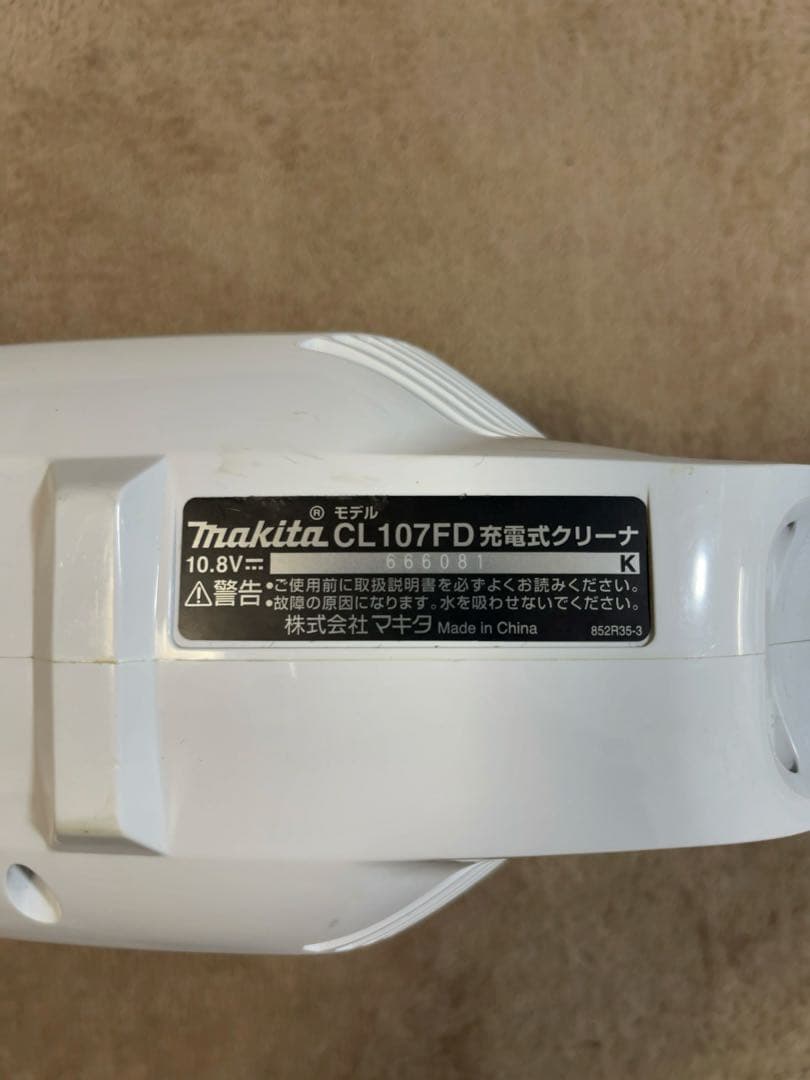 makita® モデル CL107FD 充電式クリーナ
10.8V⎓ 666081 K
⚠警告 •ご使用前に取扱説明書を必ずよくお読みください。
•故障の原因になります。水を吸わせないでください。
株式会社マキタ Made in China 852R35-3